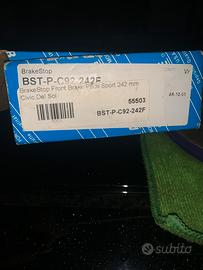 BrakeStop
BST-P-C92-242F
BrakeStop Front Brake Pads Sport 242 mm
Civic,Del Sol
55503
BST-P-C92-242F
subito